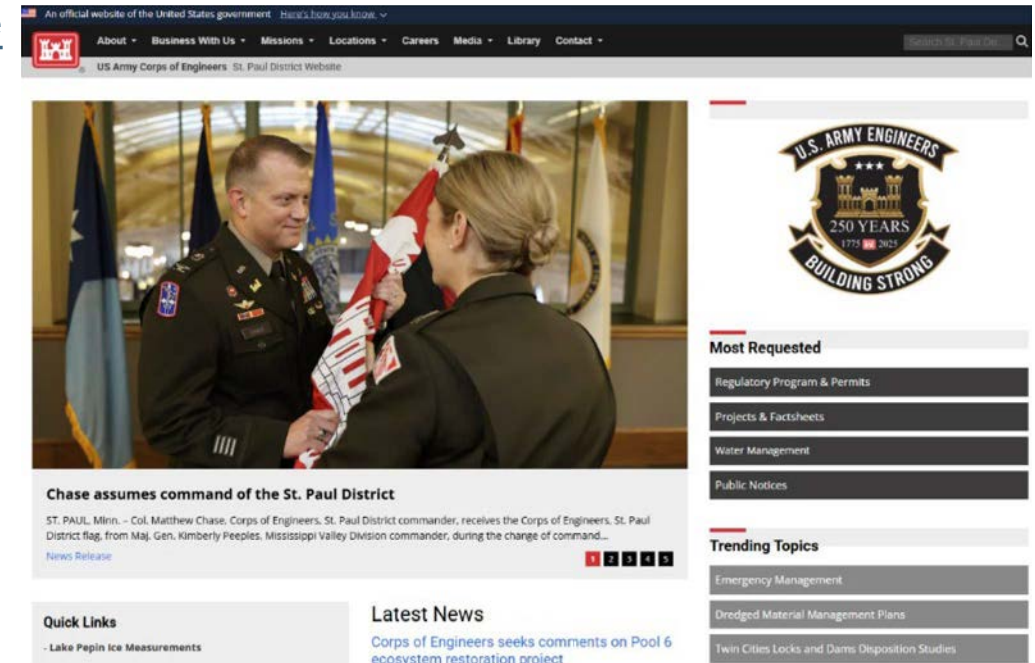 An official website of the United States government Here's how you know
About Business With Us Missions Locations Careers Media Library Contact
Search St. Paul Dis
US Army Corps of Engineers St. Paul District Website
U.S. ARMY ENGINEERS
250 YEARS
1775 2025
BUILDING STRONG
Chase assumes command of the St. Paul District
ST. PAUL, Minn. – Col. Matthew Chase, Corps of Engineers, St. Paul District commander, receives the Corps of Engineers, St. Paul
District flag, from Maj. Gen. Kimberly Peeples, Mississippi Valley Division commander, during the change of command...
News Release
1 2 3 4 5
Most Requested
Regulatory Program & Permits
Projects & Factsheets
Water Management
Public Notices
Trending Topics
Emergency Management
Dredged Material Management Plans
Twin Cities Locks and Dams Disposition Studies
Quick Links
- Lake Pepin Ice Measurements
Latest News
Corps of Engineers seeks comments on Pool 6
ecosystem restoration project